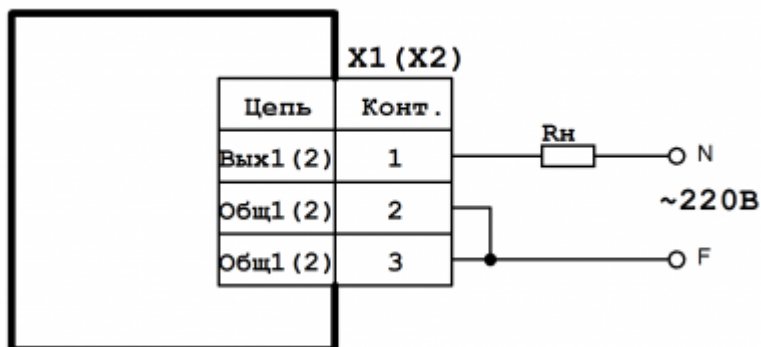 X1(X2)
Цепь Конт.
Вых1(2) 1
Rн
N
Общ1(2) 2
~220В
Общ1(2) 3
F